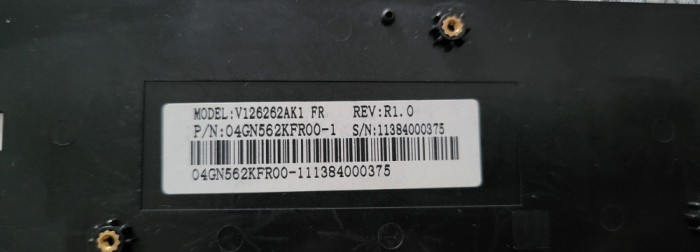 MODEL:V126262AK1 FR REV:R1.0
P/N:04GN562KFR00-1 S/N:11384000375
04GN562KFR00-111384000375